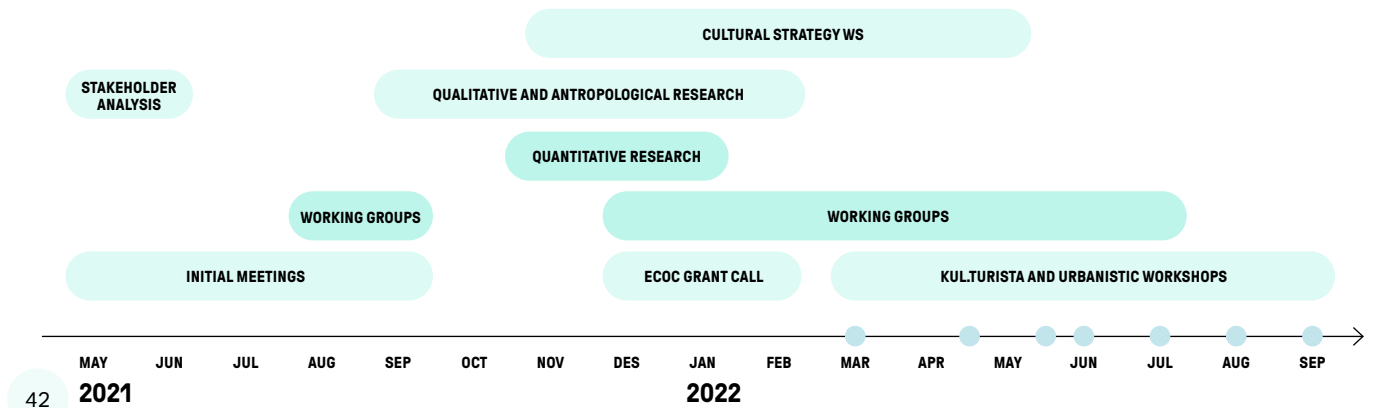 CULTURAL STRATEGY WS
STAKEHOLDER
ANALYSIS
QUALITATIVE AND ANTROPOLOGICAL RESEARCH
QUANTITATIVE RESEARCH
WORKING GROUPS
WORKING GROUPS
INITIAL MEETINGS
ECOC GRANT CALL
KUL.TURISTA AND URBANISTIC WORKSHOPS
MAY JUN JUL AUG SEP OCT NOV DES JAN FEB MAR APR MAY JUN JUL AUG SEP
2021 2022
42